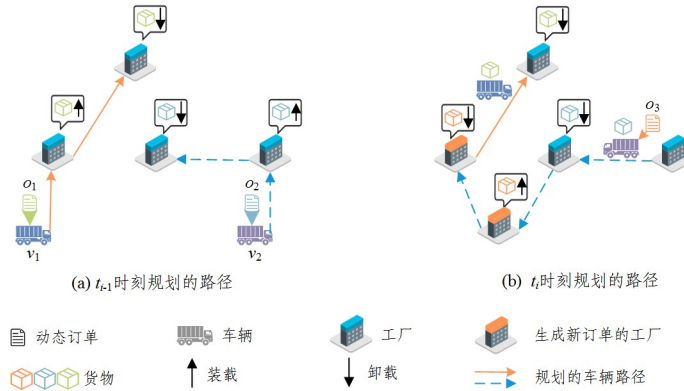 o3
o1
o2
v1
v2
(a) ti-1时刻规划的路径
(b) ti时刻规划的路径
动态订单
车辆
工厂
生成新订单的工厂
货物
装载
卸载
规划的车辆路径